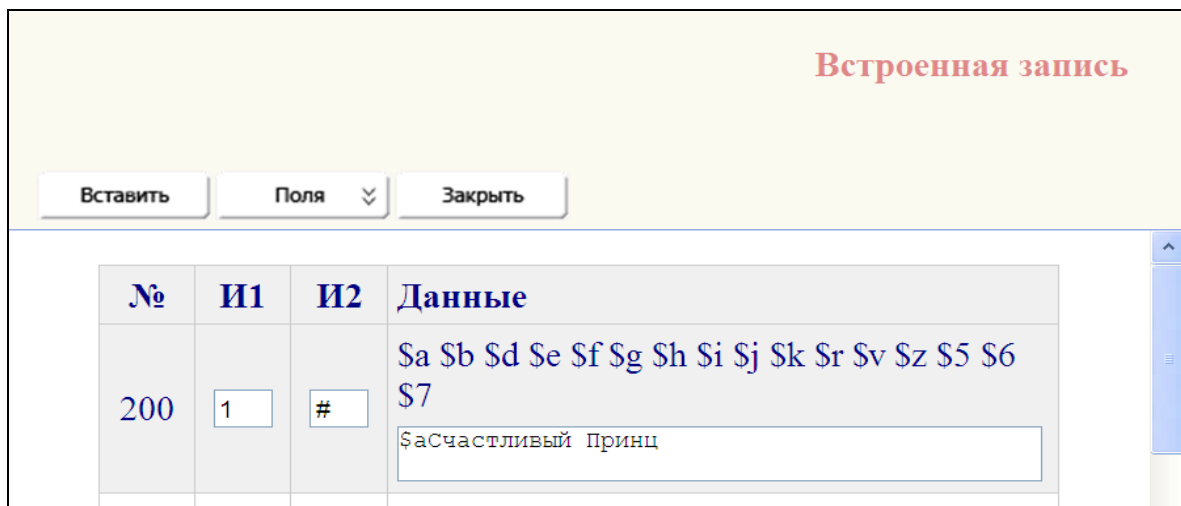 Встроенная запись
Вставить Поля Закрыть
№ И1 И2 Данные
$a $b $d $e $f $g $h $i $j $k $r $v $z $5 $6
$7
200 1 #
$aСчастливый Принц